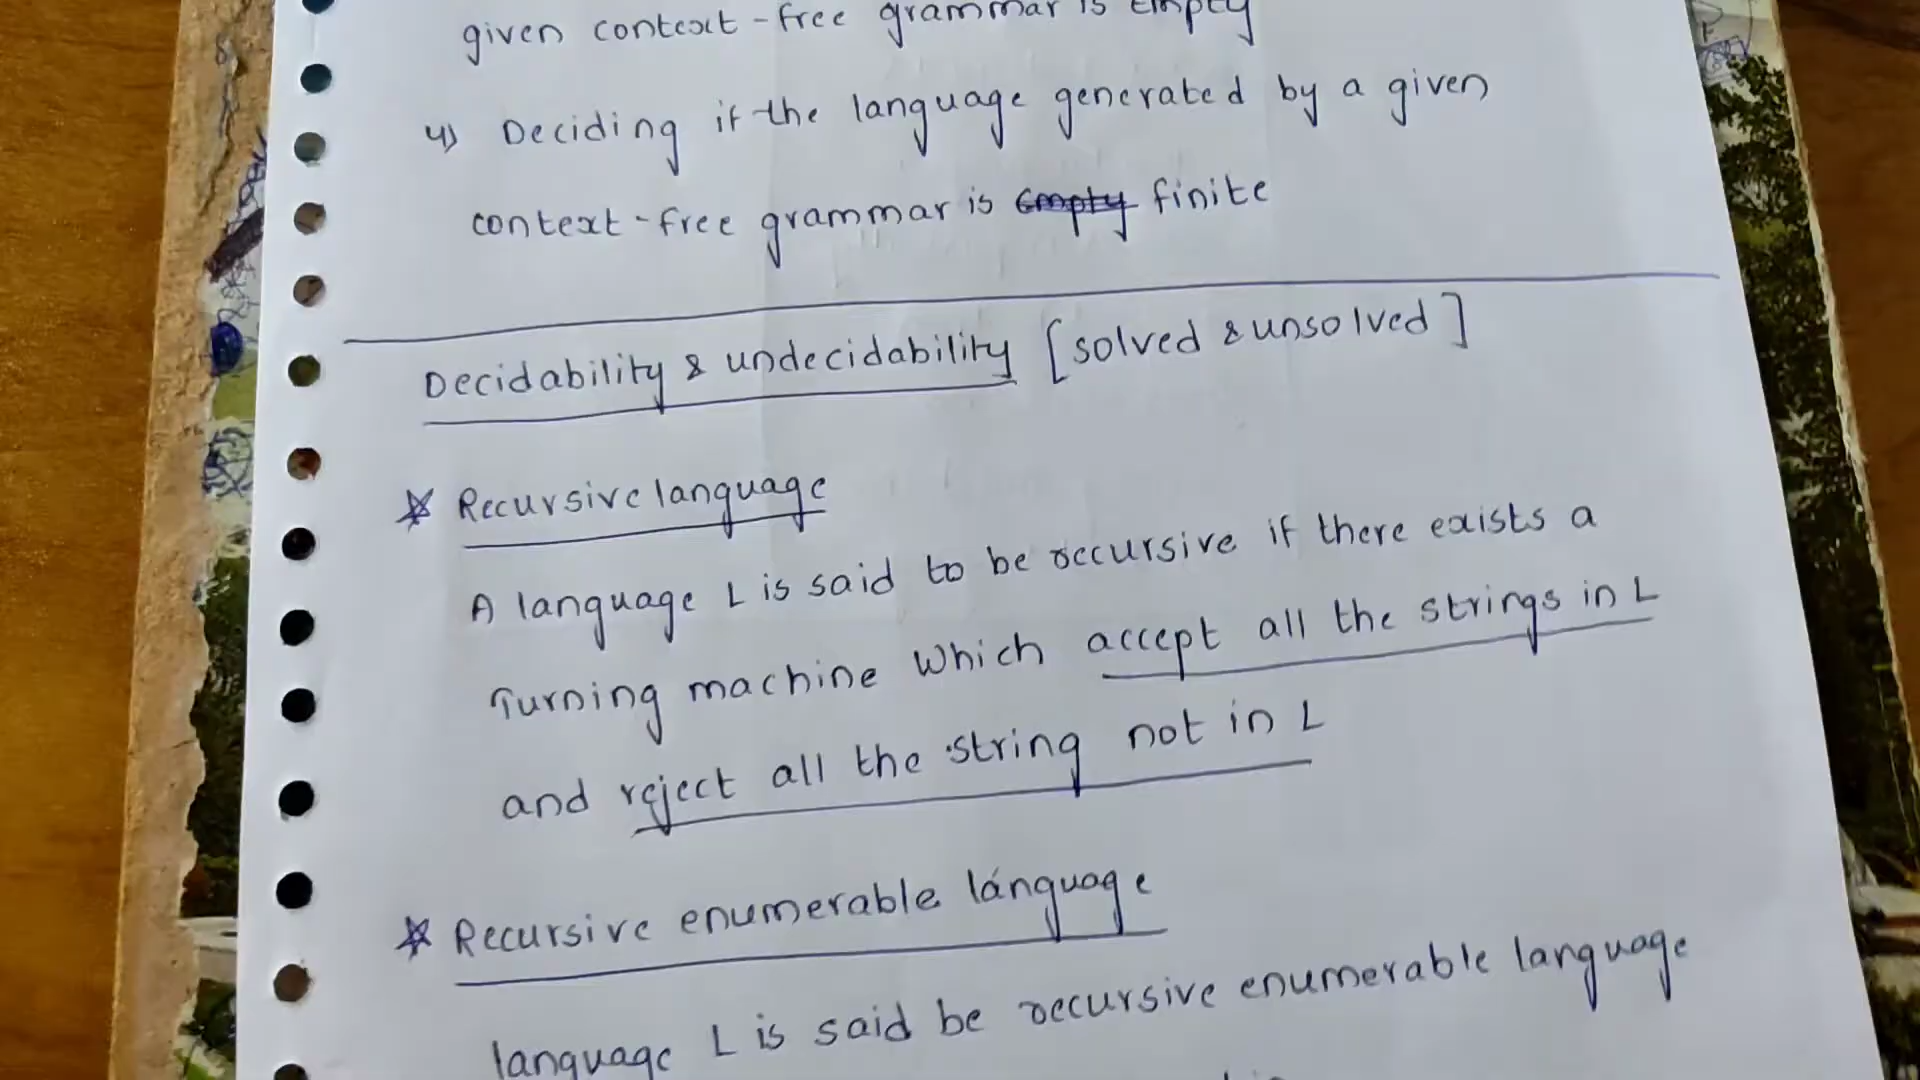 given context-free grammar is Empty
4) Deciding if the language generated by a given
context-free grammar is Empty finite
Decidability & undecidability [solved & unsolved]
Recursive language
A language L is said to be recursive if there exists a
Turning machine which accept all the strings in L
and reject all the string not in L
Recursive enumerable language
language L is said be recursive enumerable language